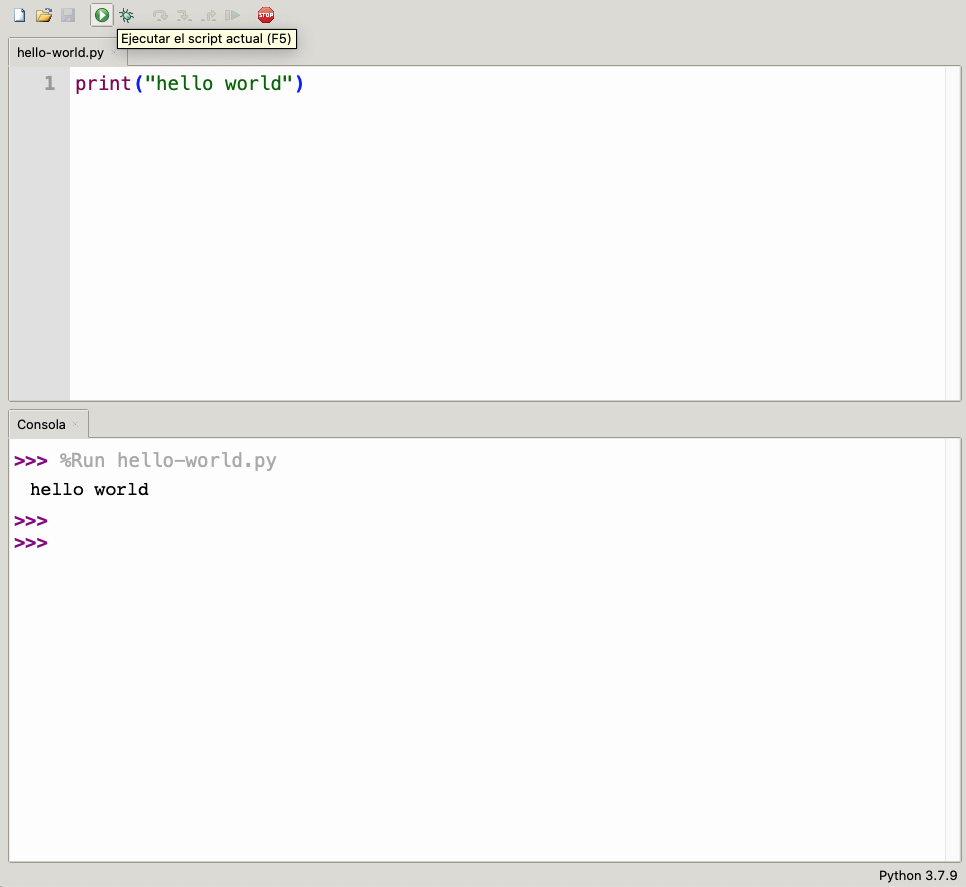 STOP
Ejecutar el script actual (F5)
hello-world.py
1 print("hello world")
Consola
>>> %Run hello-world.py
hello world
>>>
>>>
Python 3.7.9